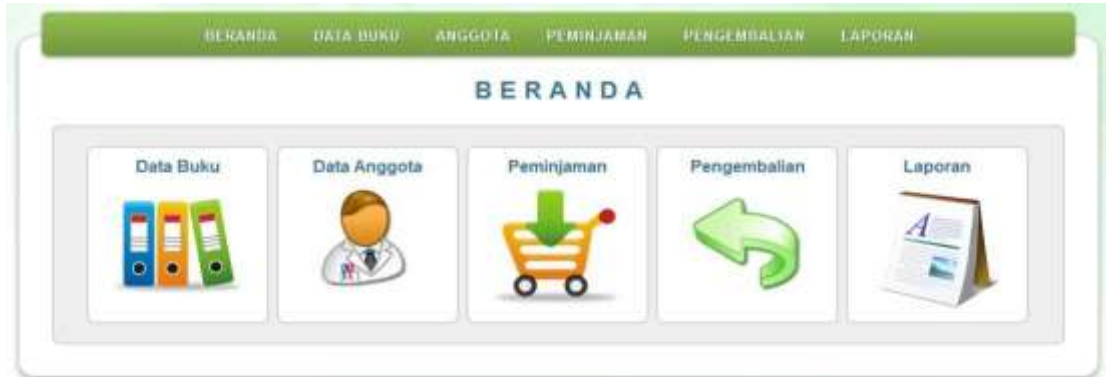 BERANDA DATA BUKU ANGGOTA PEMINJAMAN PENGEMBALIAN LAPORAN
BERANDA
Data Buku Data Anggota Peminjaman Pengembalian Laporan
A